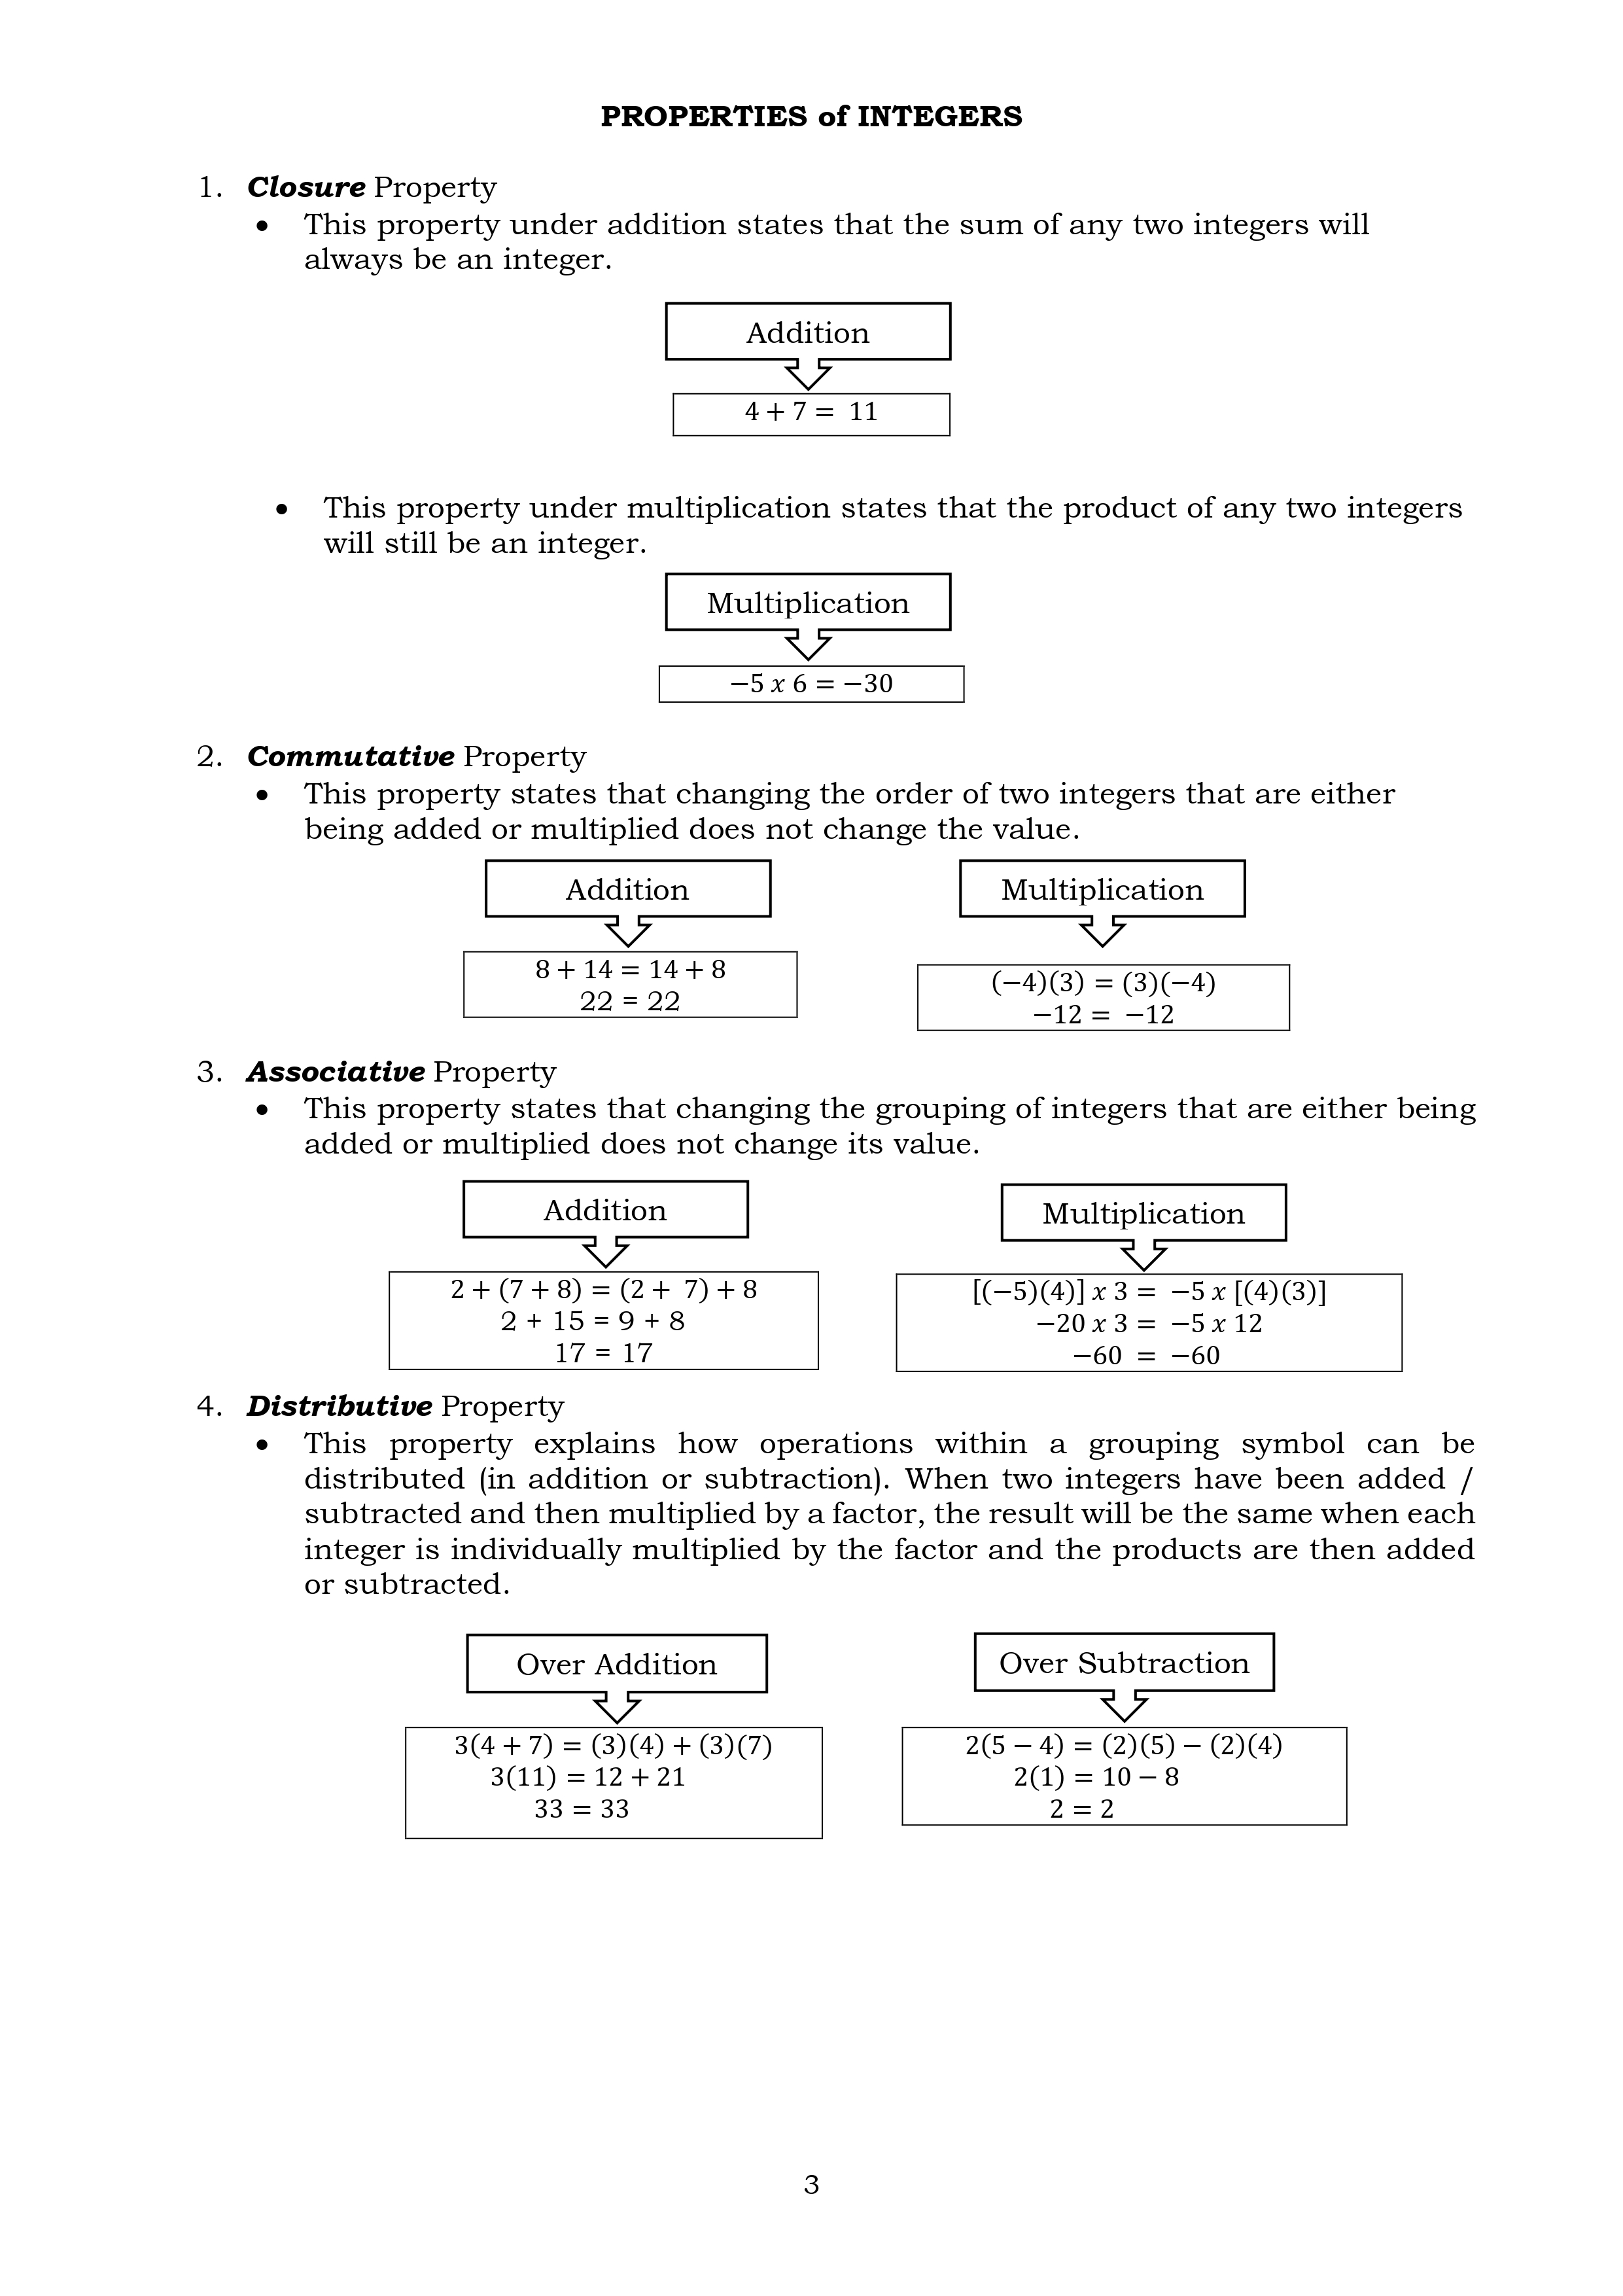 PROPERTIES of INTEGERS
1. Closure Property
• This property under addition states that the sum of any two integers will
always be an integer.
Addition
4 + 7 = 11
• This property under multiplication states that the product of any two integers
will still be an integer.
Multiplication
−5 x 6 = −30
2. Commutative Property
• This property states that changing the order of two integers that are either
being added or multiplied does not change the value.
Addition
8 + 14 = 14 + 8
22 = 22
Multiplication
(−4)(3) = (3)(−4)
−12 = −12
3. Associative Property
• This property states that changing the grouping of integers that are either being
added or multiplied does not change its value.
Addition
2 + (7 + 8) = (2 + 7) + 8
2 + 15 = 9 + 8
17 = 17
Multiplication
[(−5)(4)] x 3 = −5 x [(4)(3)]
−20 x 3 = −5 x 12
−60 = −60
4. Distributive Property
• This property explains how operations within a grouping symbol can be
distributed (in addition or subtraction). When two integers have been added /
subtracted and then multiplied by a factor, the result will be the same when each
integer is individually multiplied by the factor and the products are then added
or subtracted.
Over Addition
3(4 + 7) = (3)(4) + (3)(7)
3(11) = 12 + 21
33 = 33
Over Subtraction
2(5 − 4) = (2)(5) − (2)(4)
2(1) = 10 − 8
2 = 2
3